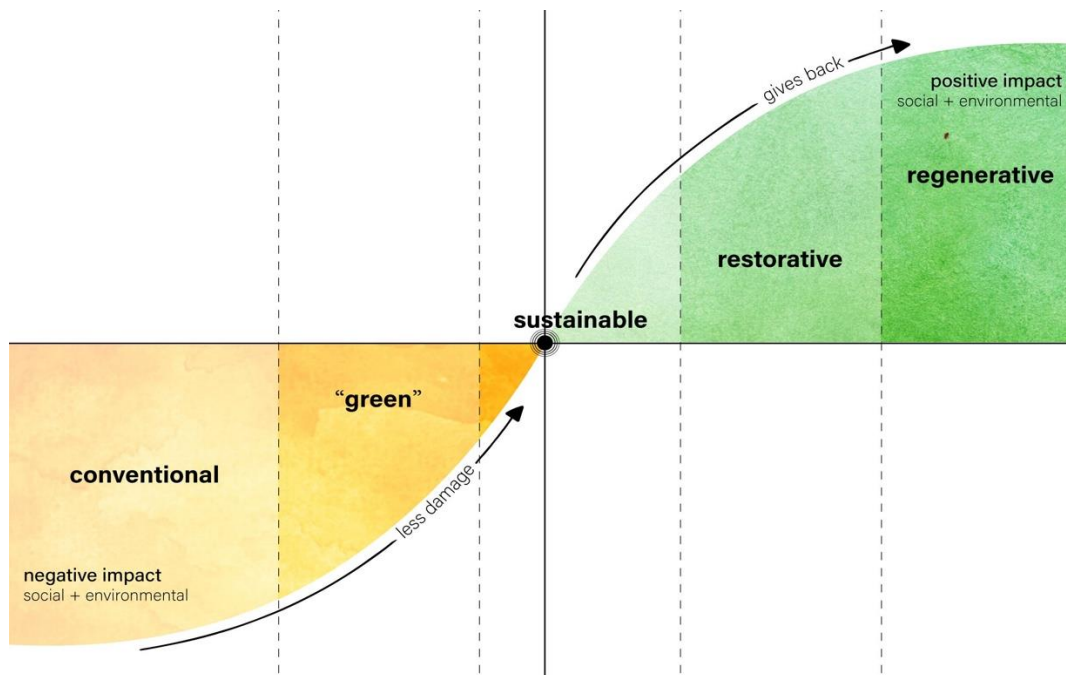 gives back
positive impact
social + environmental
regenerative
restorative
sustainable
“green”
conventional
less damage
negative impact
social + environmental